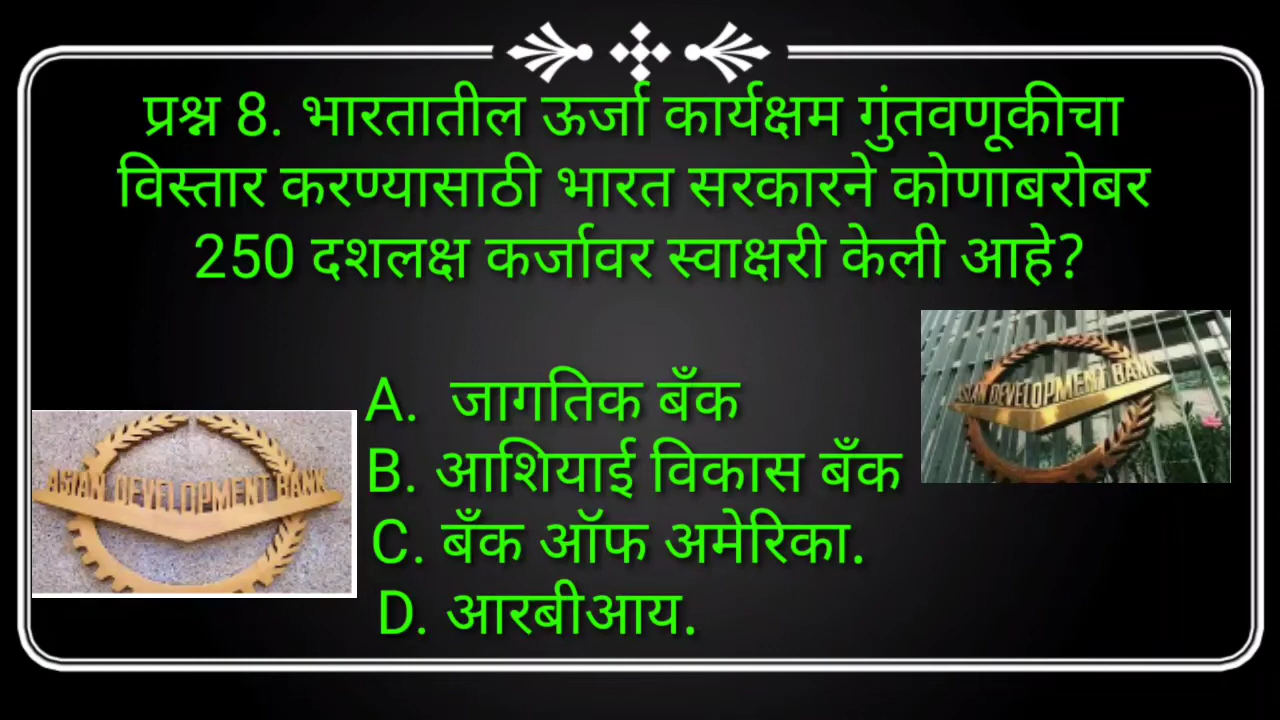 प्रश्न 8. भारतातील ऊर्जा कार्यक्षम गुंतवणूकीचा
विस्तार करण्यासाठी भारत सरकारने कोणाबरोबर
250 दशलक्ष कर्जावर स्वाक्षरी केली आहे?
A. जागतिक बँक
B. आशियाई विकास बँक
C. बँक ऑफ अमेरिका.
D. आरबीआय.
ASIAN DEVELOPMENT BANK
ASIAN DEVELOPMENT BANK